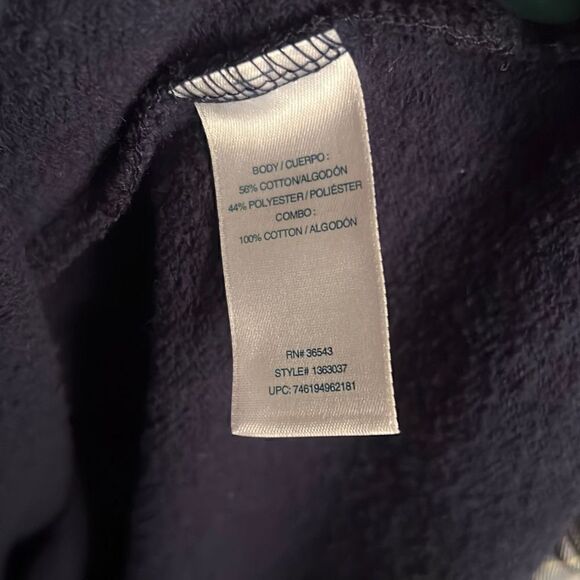 BODY / CUERPO :
56% COTTON/ALGODÓN
44% POLYESTER / POLIÉSTER
COMBO :
100% COTTON / ALGODÓN
RN# 36543
STYLE# 1363037
UPC: 746194962181